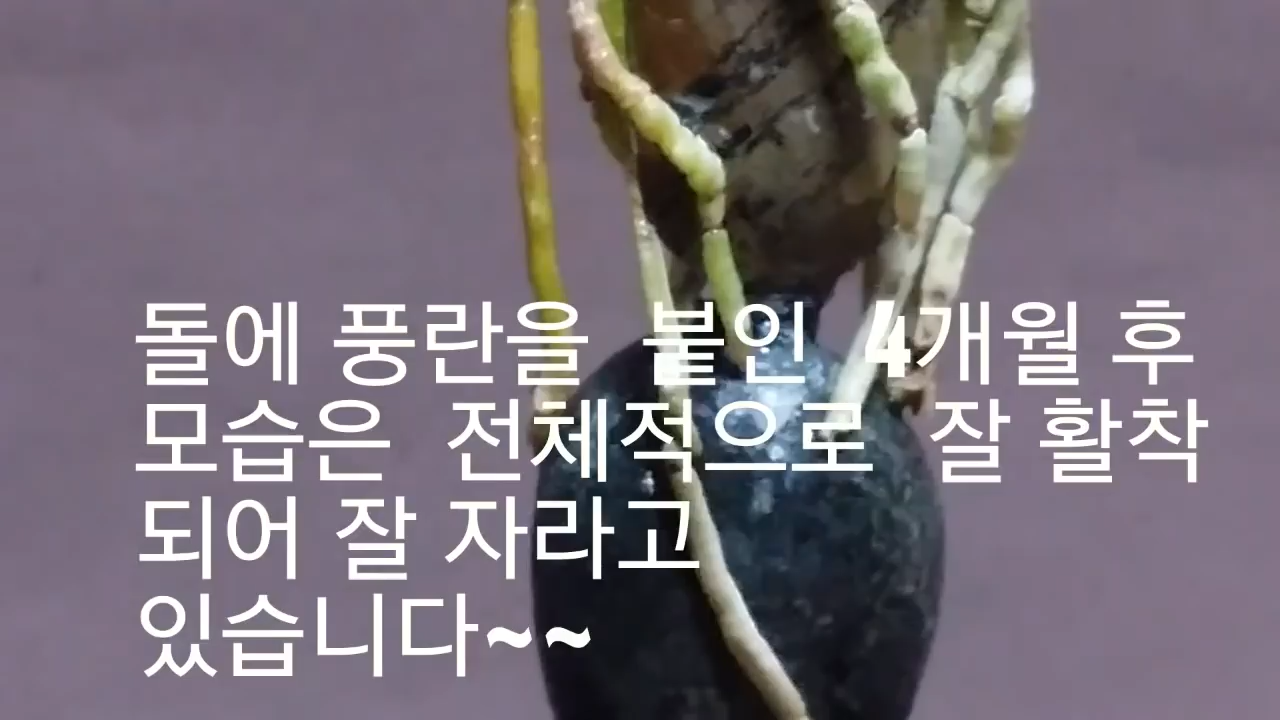 돌에 풍란을 붙인 4개월 후
모습은 전체적으로 잘 활착
되어 잘 자라고
있습니다~~